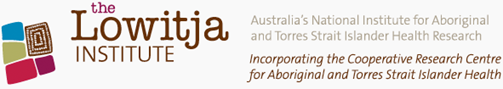 the
Lowitja
INSTITUTE
Australia's National Institute for Aboriginal
and Torres Strait Islander Health Research
Incorporating the Cooperative Research Centre
for Aboriginal and Torres Strait Islander Health